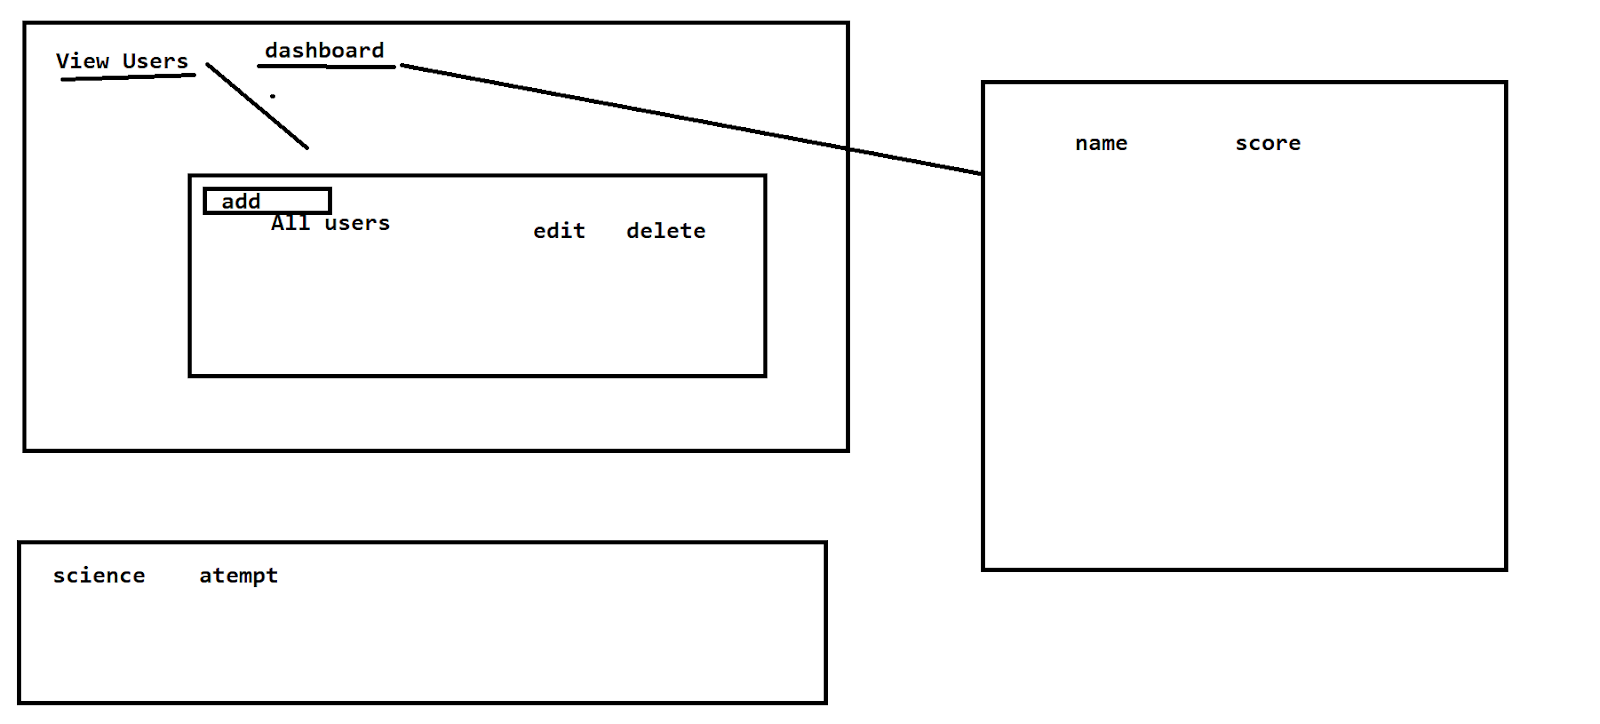 View Users dashboard
add
All users edit delete
name score
science atempt